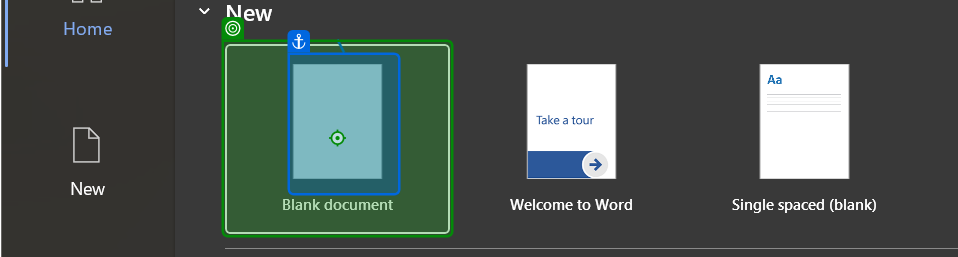 New
Home
Take a tour
Aa
New
Blank document
Welcome to Word
Single spaced (blank)